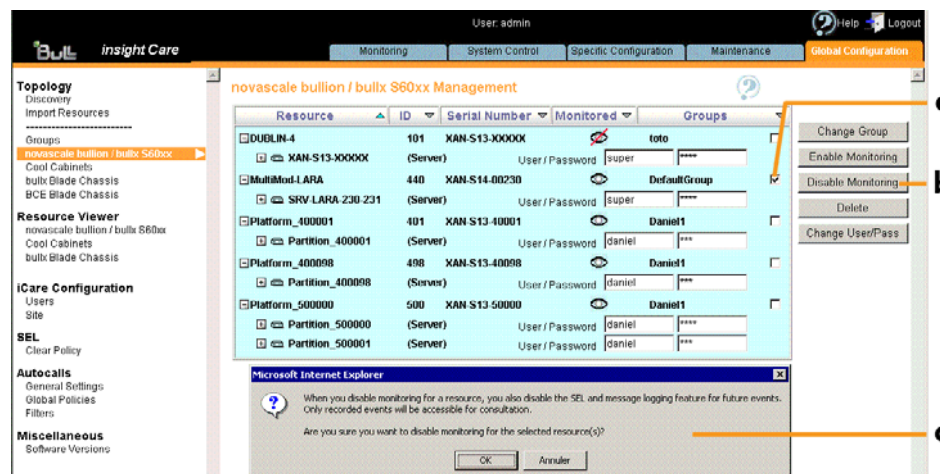 User: admin
Help Logout
Bull insight Care
Monitoring System Control Specific Configuration Maintenance Global Configuration
Topology
Discovery
Import Resources
--------------------------
Groups
novascale bullion / bullx S60xx
Cool Cabinets
bullx Blade Chassis
BCE Blade Chassis
Resource Viewer
novascale bullion / bullx S60xx
Cool Cabinets
bullx Blade Chassis
iCare Configuration
Users
Site
SEL
Clear Policy
Autocalls
General Settings
Global Policies
Filters
Miscellaneous
Software Versions
novascale bullion / bullx S60xx Management
Resource ID Serial Number Monitored Groups
DUBLIN-4 101 XAN-S13-XXXXX toto
XAN-S13-XXXXX (Server) User / Password super ****
MultiMod-LARA 440 XAN-S14-00230 DefaultGroup
SRV-LARA-230-231 (Server) User / Password super ****
Platform_400001 401 XAN-S13-40001 Daniel1
Partition_400001 (Server) User / Password daniel ***
Platform_400098 498 XAN-S13-40098 Daniel1
Partition_400098 (Server) User / Password daniel ***
Platform_500000 500 XAN-S13-50000 Daniel1
Partition_500000 (Server) User / Password daniel ****
Partition_500001 (Server) User / Password daniel ***
Change Group
Enable Monitoring
Disable Monitoring
Delete
Change User/Pass
Microsoft Internet Explorer
When you disable monitoring for a resource, you also disable the SEL and message logging feature for future events.
Only recorded events will be accessible for consultation.
Are you sure you want to disable monitoring for the selected resource(s)?
OK Annuler